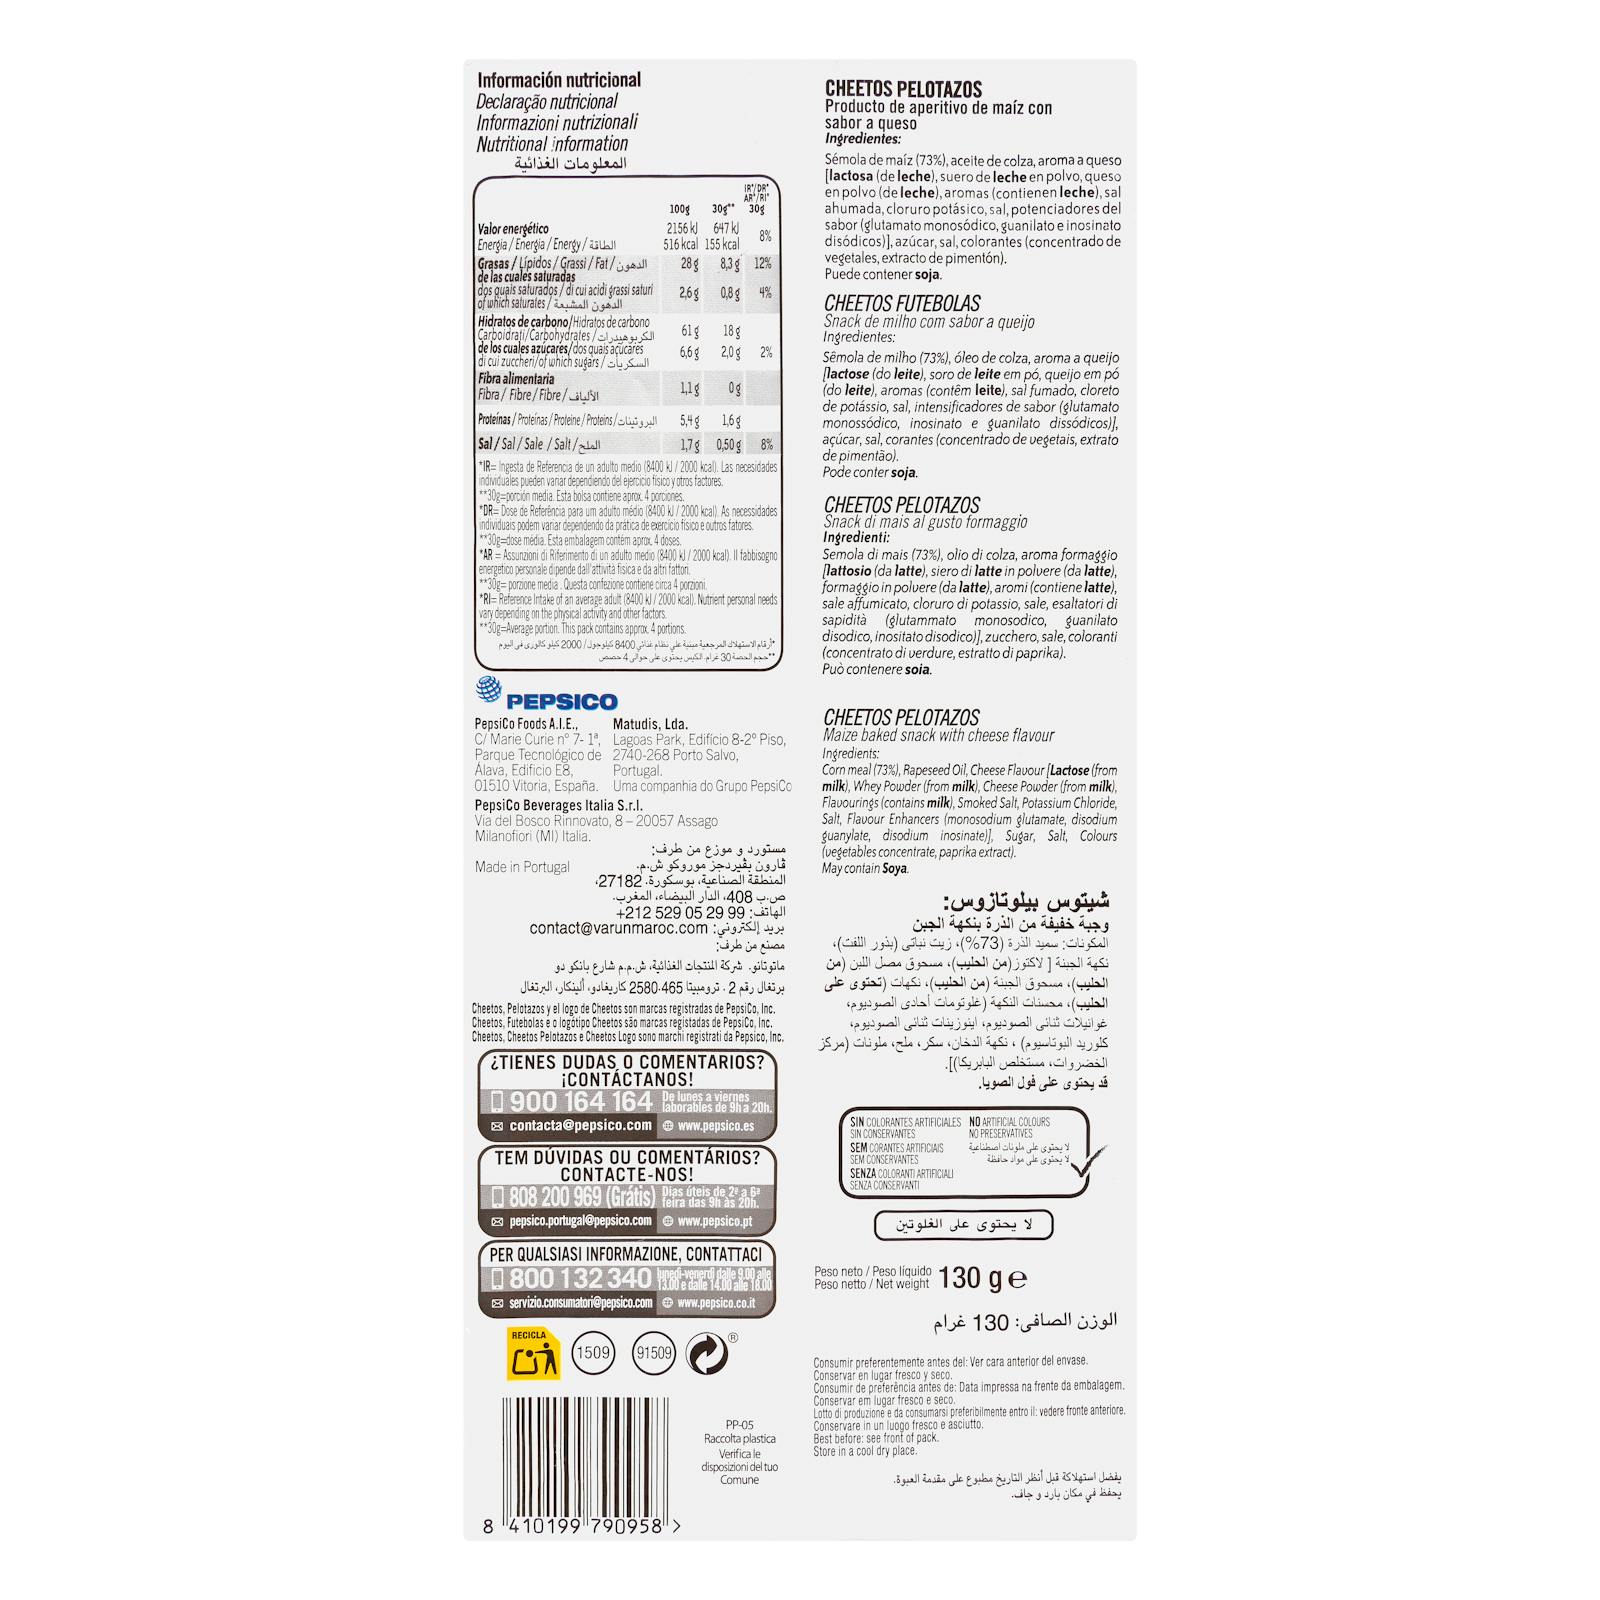 Información nutricional
Declaração nutricional
Informazioni nutrizionali
Nutritional information
المعلومات الغذائية
IR*/DR*
AR*/RI*
100g 30g** 30g
Valor energético 2156 kJ 647 kJ
Energia / Energia / Energy / الطاقة 516 kcal 155 kcal 8%
Grasas / Lípidos / Grassi / Fat / الدهون 28 g 8,3 g 12%
de las cuales saturadas
dos quais saturados / di cui acidi grassi saturi 2,6 g 0,8 g 4%
of which saturates / الدهون المشبعة
Hidratos de carbono/Hidratos de carbono
Carboidrati/Carbohydrates / الكربوهيدرات 61 g 18 g
de los cuales azúcares/dos quais açúcares 6,6 g 2,0 g 2%
di cui zuccheri/of which sugars / السكريات
Fibra alimentaria
Fibra / Fibre / Fibre / الألياف 1,1 g 0 g
Proteínas / Proteínas / Proteine / Proteins / البروتينات 5,4 g 1,6 g
Sal / Sal / Sale / Salt / الملح 1,7 g 0,50 g 8%
*IR= Ingesta de Referencia de un adulto medio (8400 kJ / 2000 kcal). Las necesidades
individuales pueden variar dependiendo del ejercicio físico y otros factores.
**30g=porción media. Esta bolsa contiene aprox. 4 porciones.
*DR= Dose de Referência para um adulto médio (8400 kJ / 2000 kcal). As necessidades
individuais podem variar dependendo da prática de exercício físico e outros fatores.
**30g=dose média. Esta embalagem contém aprox. 4 doses.
*AR = Assunzioni di Riferimento di un adulto medio (8400 kJ / 2000 kcal). Il fabbisogno
energetico personale dipende dall'attività fisica e da altri fattori.
**30g= porzione media . Questa confezione contiene circa 4 porzioni.
*RI= Reference Intake of an average adult (8400 kJ / 2000 kcal). Nutrient personal needs
vary depending on the physical activity and other factors.
**30g=Average portion. This pack contains approx. 4 portions.
*أرقام الاستهلاك المرجعية مبنية على نظام غذائي 8400 كيلوجول/ 2000 كيلو كالوري في اليوم
**حجم الحصة 30 غرام. الكيس يحتوى على حوالى 4 حصص
PEPSICO
PepsiCo Foods A.I.E.,
C/ Marie Curie nº 7- 1ª,
Parque Tecnológico de
Álava, Edificio E8,
01510 Vitoria, España.
Matudis, Lda.
Lagoas Park, Edifício 8-2º Piso,
2740-268 Porto Salvo,
Portugal.
Uma companhia do Grupo PepsiCo
PepsiCo Beverages Italia S.r.l.
Via del Bosco Rinnovato, 8 – 20057 Assago
Milanofiori (MI) Italia.
Made in Portugal
مستورد و موزع من طرف:
ڤارون بڤيردجز موروكو ش.م.
المنطقة الصناعية، بوسكورة. 27182،
ص.ب 408، الدار البيضاء، المغرب.
الهاتف: +212 529 05 29 99
بريد إلكتروني: contact@varunmaroc.com
مصنع من طرف:
ماتوتانو. شركة المنتجات الغذائية، ش.م.م شارع بانكو دو
برتغال رقم 2 . ترومبيتا 465-2580 كاريغادو، ألينكار، البرتغال
Cheetos, Pelotazos y el logo de Cheetos son marcas registradas de PepsiCo, Inc.
Cheetos, Futebolas e o logótipo Cheetos são marcas registadas de PepsiCo, Inc.
Cheetos, Cheetos Pelotazos e Cheetos Logo sono marchi registrati da Pepsico, Inc.
¿TIENES DUDAS O COMENTARIOS?
¡CONTÁCTANOS!
900 164 164 De lunes a viernes
laborables de 9h a 20h.
contacta@pepsico.com www.pepsico.es
TEM DÚVIDAS OU COMENTÁRIOS?
CONTACTE-NOS!
808 200 969 (Grátis) Dias úteis de 2ª a 6ª
feira das 9h às 20h.
pepsico.portugal@pepsico.com www.pepsico.pt
PER QUALSIASI INFORMAZIONE, CONTATTACI
800 132 340 lunedì-venerdì dalle 9.00 alle
13.00 e dalle 14.00 alle 18.00
servizio.consumatori@pepsico.com www.pepsico.co.it
RECICLA
1509
91509
®
8 410199 790958 >
PP-05
Raccolta plastica
Verifica le
disposizioni del tuo
Comune
CHEETOS PELOTAZOS
Producto de aperitivo de maíz con
sabor a queso
Ingredientes:
Sémola de maíz (73%), aceite de colza, aroma a queso
[lactosa (de leche), suero de leche en polvo, queso
en polvo (de leche), aromas (contienen leche), sal
ahumada, cloruro potásico, sal, potenciadores del
sabor (glutamato monosódico, guanilato e inosinato
disódicos)], azúcar, sal, colorantes (concentrado de
vegetales, extracto de pimentón).
Puede contener soja.
CHEETOS FUTEBOLAS
Snack de milho com sabor a queijo
Ingredientes:
Sêmola de milho (73%), óleo de colza, aroma a queijo
[lactose (do leite), soro de leite em pó, queijo em pó
(do leite), aromas (contêm leite), sal fumado, cloreto
de potássio, sal, intensificadores de sabor (glutamato
monossódico, inosinato e guanilato dissódicos)],
açúcar, sal, corantes (concentrado de vegetais, extrato
de pimentão).
Pode conter soja.
CHEETOS PELOTAZOS
Snack di mais al gusto formaggio
Ingredienti:
Semola di mais (73%), olio di colza, aroma formaggio
[lattosio (da latte), siero di latte in polvere (da latte),
formaggio in polvere (da latte), aromi (contiene latte),
sale affumicato, cloruro di potassio, sale, esaltatori di
sapidità (glutammato monosodico, guanilato
disodico, inositato disodico)], zucchero, sale, coloranti
(concentrato di verdure, estratto di paprika).
Può contenere soia.
CHEETOS PELOTAZOS
Maize baked snack with cheese flavour
Ingredients:
Corn meal (73%), Rapeseed Oil, Cheese Flavour [Lactose (from
milk), Whey Powder (from milk), Cheese Powder (from milk),
Flavourings (contains milk), Smoked Salt, Potassium Chloride,
Salt, Flavour Enhancers (monosodium glutamate, disodium
guanylate, disodium inosinate)], Sugar, Salt, Colours
(vegetables concentrate, paprika extract).
May contain Soya.
شيتوس بيلوتازوس:
وجبة خفيفة من الذرة بنكهة الجبن
المكونات: سميد الذرة (73%)، زيت نباتى (بذور اللفت)،
نكهة الجبنة [ لاكتوز(من الحليب)، مسحوق مصل اللبن (من
الحليب)، مسحوق الجبنة (من الحليب)، نكهات (تحتوى على
الحليب)، محسنات النكهة (غلوتومات أحادى الصوديوم،
غوانيلات ثنائى الصوديوم، اينوزينات ثنائى الصوديوم،
كلوريد البوتاسيوم) ، نكهة الدخان، سكر، ملح، ملونات (مركز
الخضروات، مستخلص البابريكا)].
قد يحتوى على فول الصويا.
SIN COLORANTES ARTIFICIALES
SIN CONSERVANTES
SEM CORANTES ARTIFICIAIS
SEM CONSERVANTES
SENZA COLORANTI ARTIFICIALI
SENZA CONSERVANTI
NO ARTIFICIAL COLOURS
NO PRESERVATIVES
لا يحتوى على ملونات اصطناعية
لا يحتوى على مواد حافظة
لا يحتوى على الغلوتين
Peso neto / Peso líquido
Peso netto / Net weight 130 g e
الوزن الصافى: 130 غرام
Consumir preferentemente antes del: Ver cara anterior del envase.
Conservar en lugar fresco y seco.
Consumir de preferência antes de: Data impressa na frente da embalagem.
Conservar em lugar fresco e seco.
Lotto di produzione e da consumarsi preferibilmente entro il: vedere fronte anteriore.
Conservare in un luogo fresco e asciutto.
Best before: see front of pack.
Store in a cool dry place.
يفضل استهلاكة قبل أنظر التاريخ مطبوع على مقدمة العبوة.
يحفظ في مكان بارد و جاف.